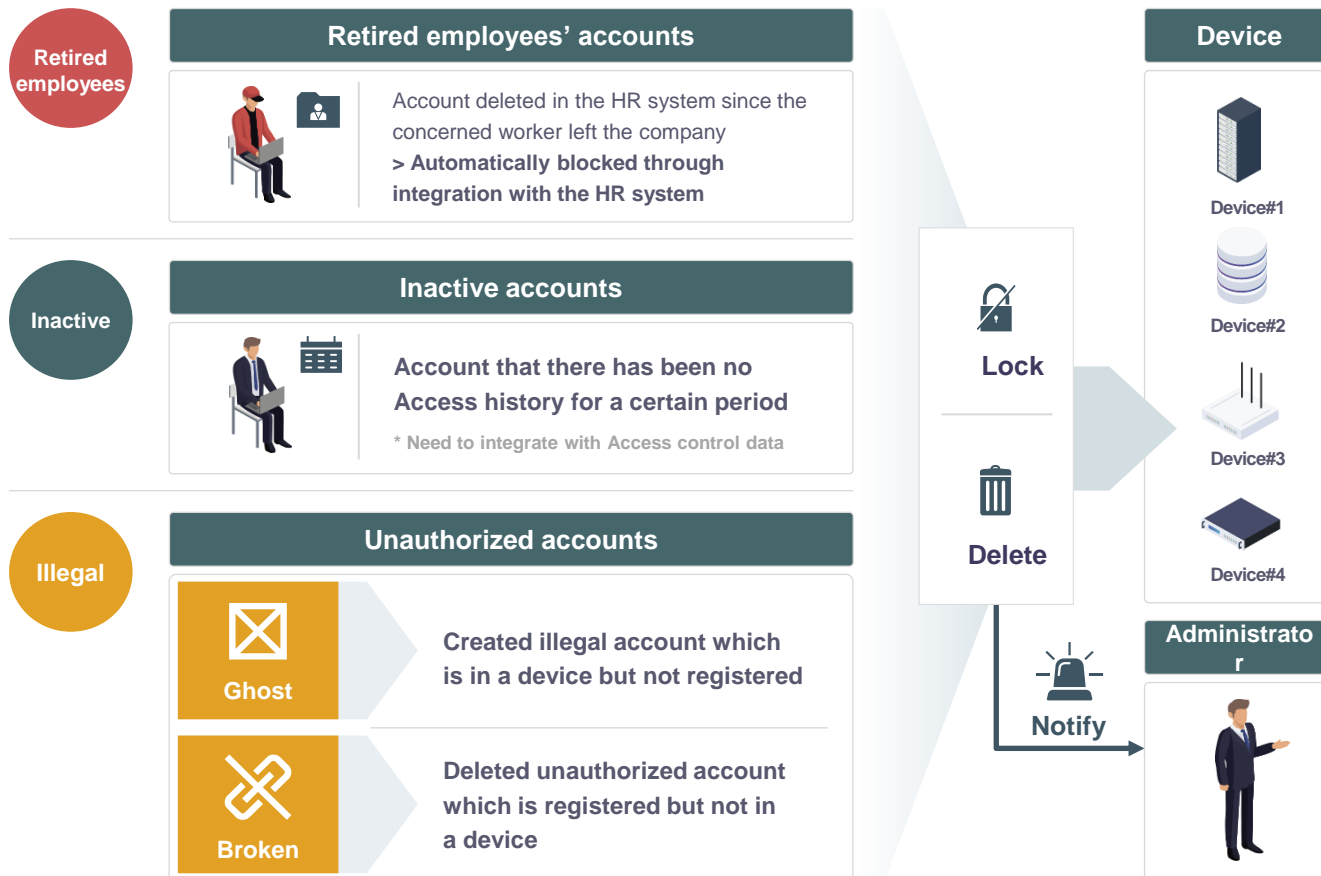 Retired
employees
Retired employees’ accounts
Account deleted in the HR system since the
concerned worker left the company
> Automatically blocked through
integration with the HR system
Inactive
Inactive accounts
Account that there has been no
Access history for a certain period
* Need to integrate with Access control data
Illegal
Unauthorized accounts
Ghost
Created illegal account which
is in a device but not registered
Broken
Deleted unauthorized account
which is registered but not in
a device
Lock
Delete
Notify
Device
Device#1
Device#2
Device#3
Device#4
Administrato
r